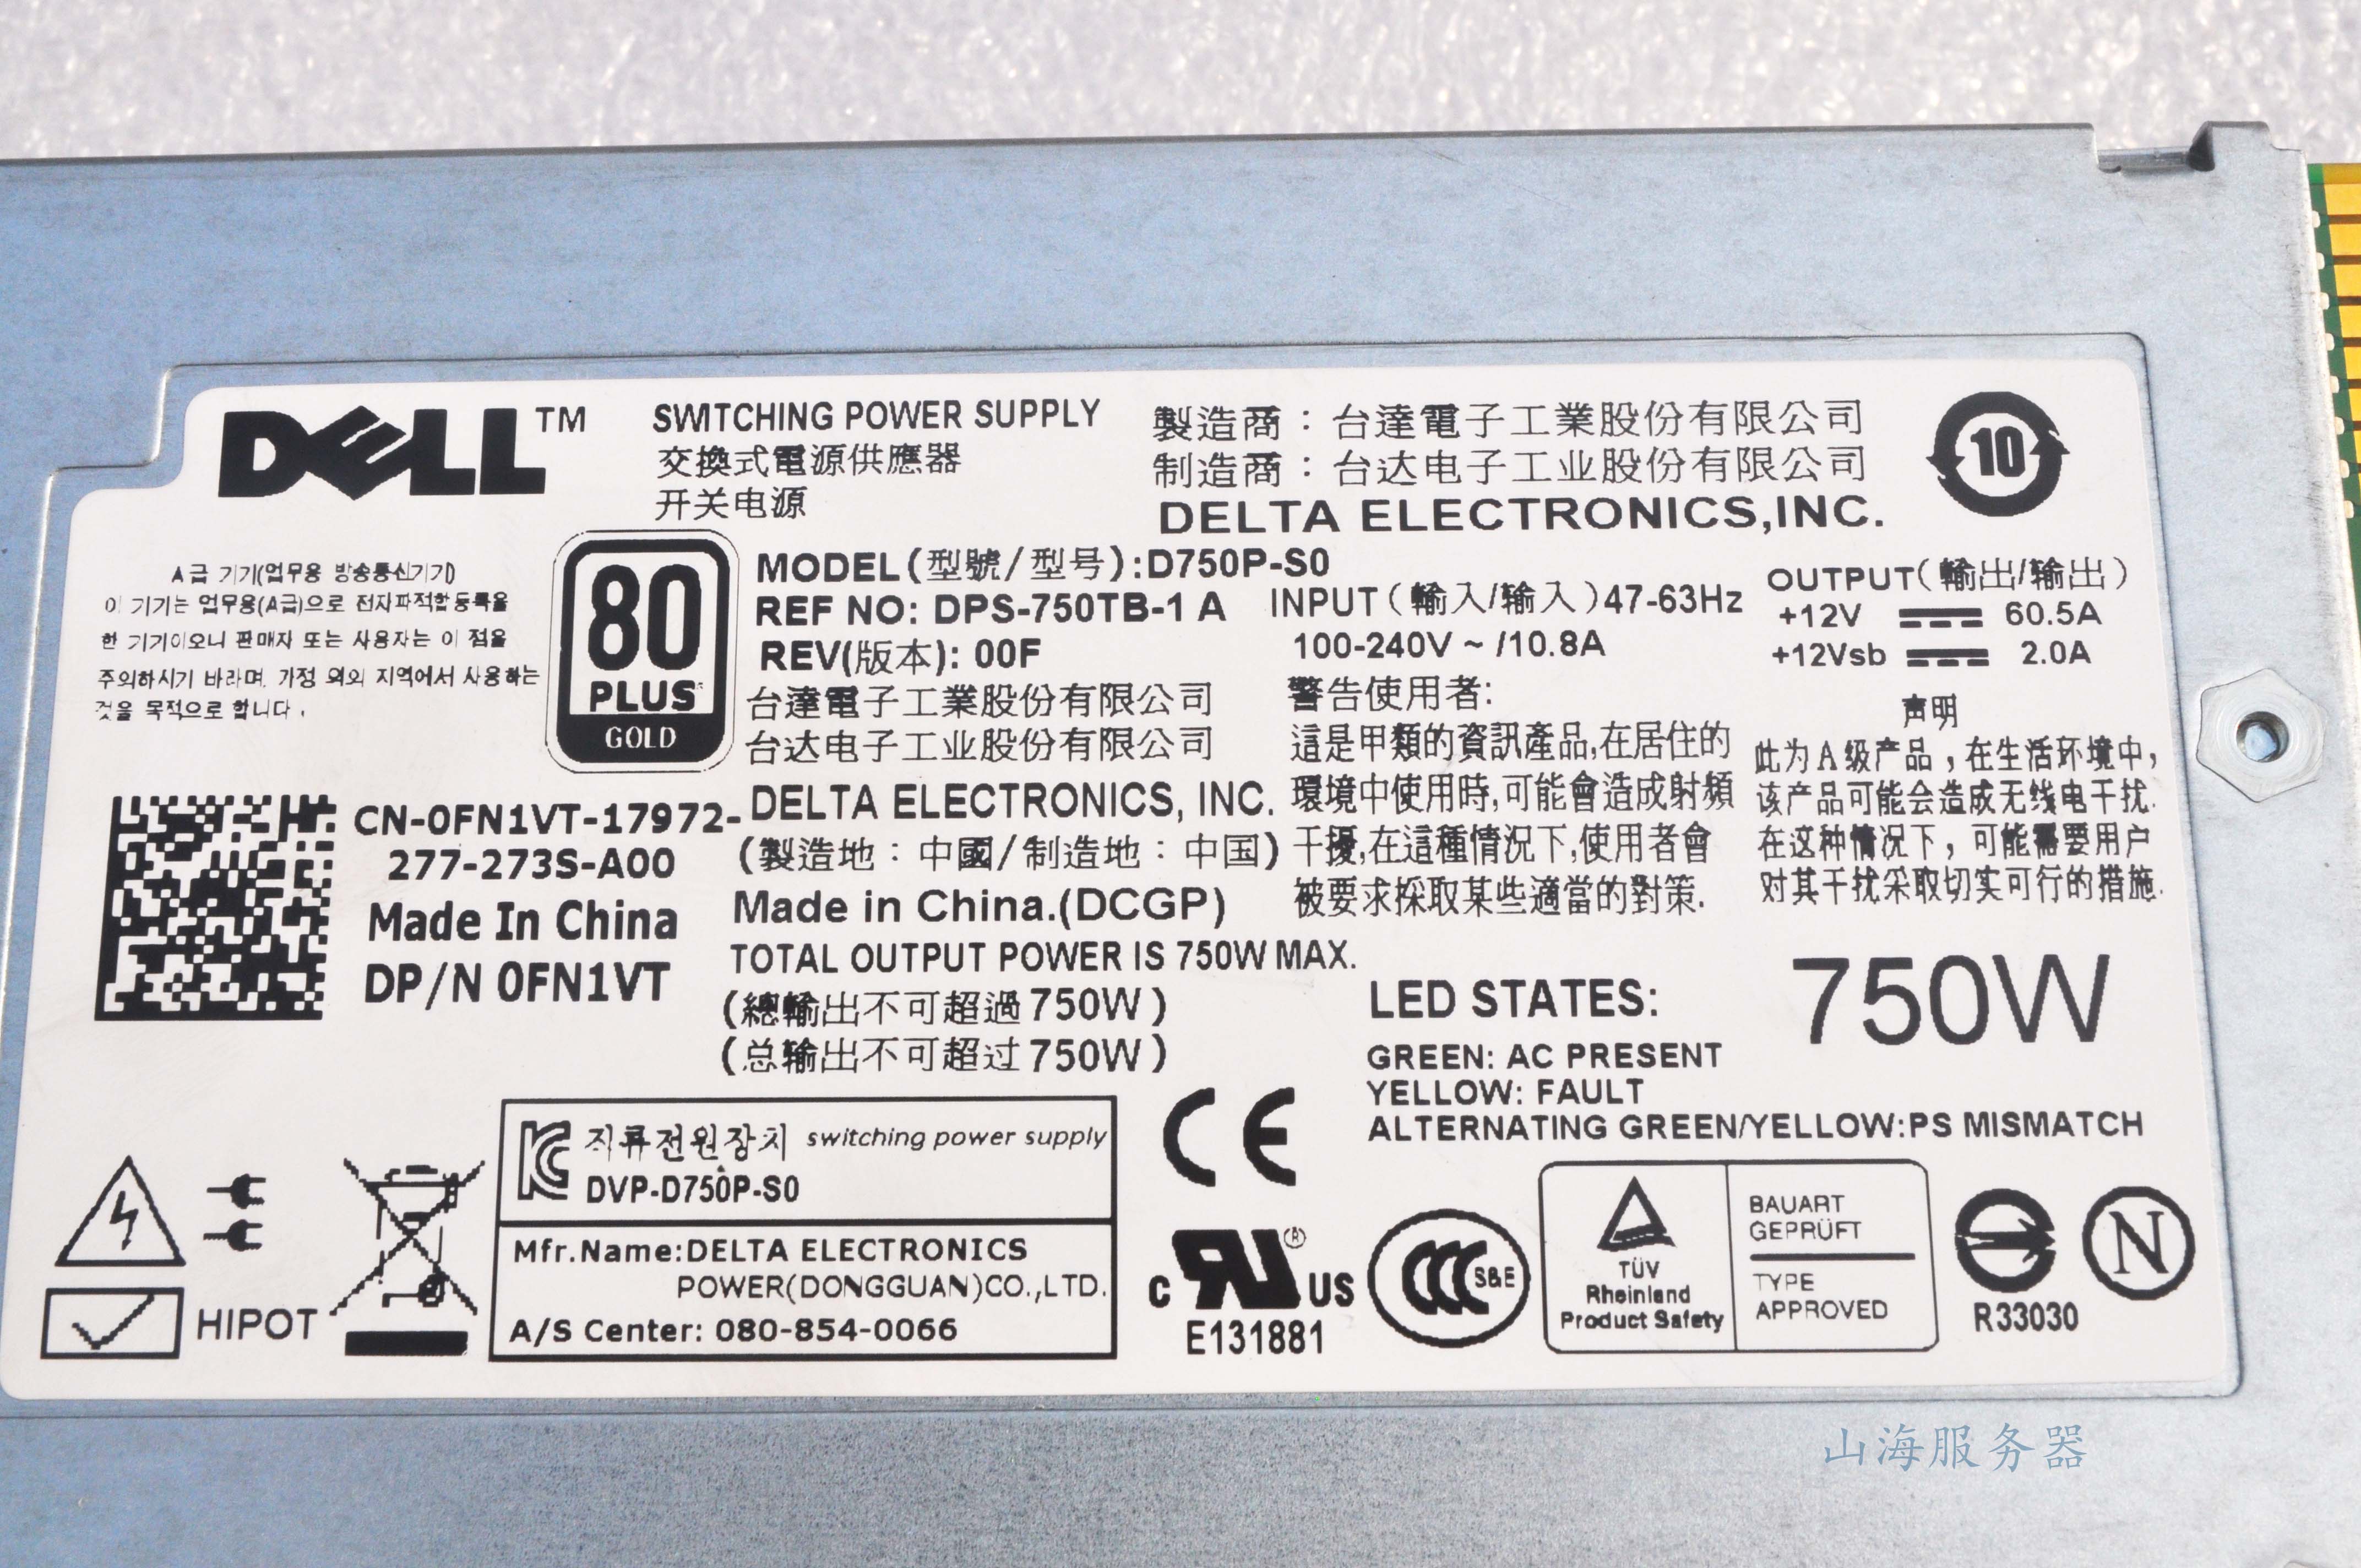 DELL™
SWITCHING POWER SUPPLY
交換式電源供應器
开关电源
製造商：台達電子工業股份有限公司
制造商：台达电子工业股份有限公司
DELTA ELECTRONICS,INC.
10
A급 기기(업무용 방송통신기기)
이 기기는 업무용(A급)으로 전자파적합등록을
한 기기이오니 판매자 또는 사용자는 이 점을
주의하시기 바라며, 가정 외의 지역에서 사용하는
것을 목적으로 합니다.
80
PLUS
GOLD
MODEL(型號/型号):D750P-S0
REF NO: DPS-750TB-1 A
REV(版本): 00F
台達電子工業股份有限公司
台达电子工业股份有限公司
DELTA ELECTRONICS, INC.
(製造地：中國/制造地：中国)
Made in China.(DCGP)
TOTAL OUTPUT POWER IS 750W MAX.
(總輸出不可超過750W)
(总输出不可超过750W)
INPUT(輸入/输入)47-63Hz
100-240V ~ /10.8A
OUTPUT(輸出/输出)
+12V 60.5A
+12Vsb 2.0A
警告使用者:
這是甲類的資訊產品,在居住的
環境中使用時,可能會造成射頻
干擾,在這種情況下,使用者會
被要求採取某些適當的對策.
声明
此为A级产品，在生活环境中，
该产品可能会造成无线电干扰.
在这种情况下，可能需要用户
对其干扰采取切实可行的措施.
CN-0FN1VT-17972-
277-273S-A00
Made In China
DP/N 0FN1VT
LED STATES:
750W
GREEN: AC PRESENT
YELLOW: FAULT
ALTERNATING GREEN/YELLOW:PS MISMATCH
HIPOT
직류전원장치 switching power supply
DVP-D750P-S0
Mfr.Name:DELTA ELECTRONICS
POWER(DONGGUAN)CO.,LTD.
A/S Center: 080-854-0066
CE
C RU® US
E131881
CCC S&E
TÜV
Rheinland
Product Safety
BAUART
GEPRÜFT
TYPE
APPROVED
R33030
N
山海服务器